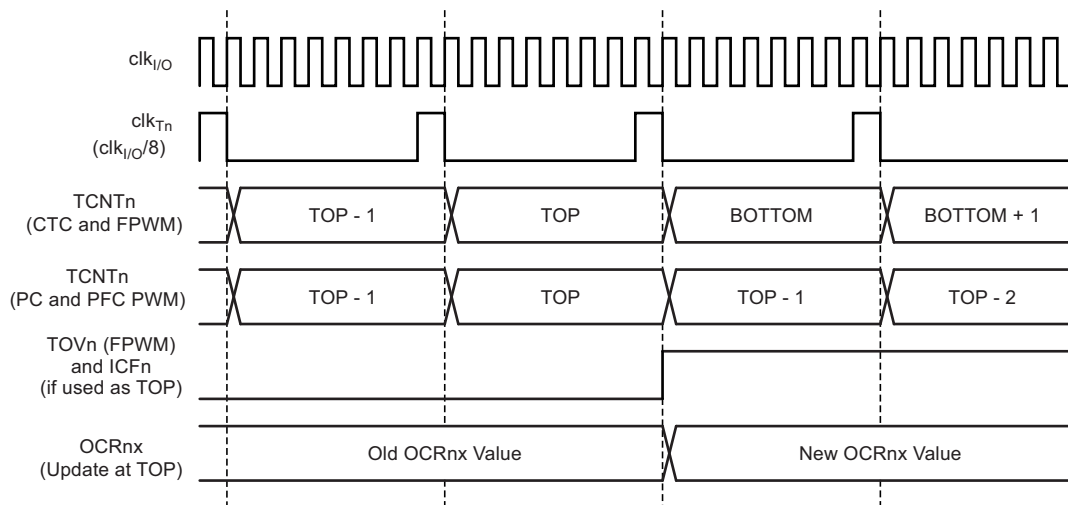 clkI/O
clkTn
(clkI/O/8)
TCNTn
(CTC and FPWM)
TOP - 1
TOP
BOTTOM
BOTTOM + 1
TCNTn
(PC and PFC PWM)
TOP - 1
TOP
TOP - 1
TOP - 2
TOVn (FPWM)
and ICFn
(if used as TOP)
OCRnx
(Update at TOP)
Old OCRnx Value
New OCRnx Value